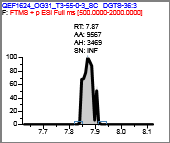 QEF1624_OG31_T3-55-0-3_SC DGT8-36:3
F: FTMS + p ESI Full ms [500.0000-2000.0000]
RT: 7.87
AA: 9567
AH: 3469
SN: INF
100
80
60
40
20
0
7.7 7.8 7.9 8.0 8.1